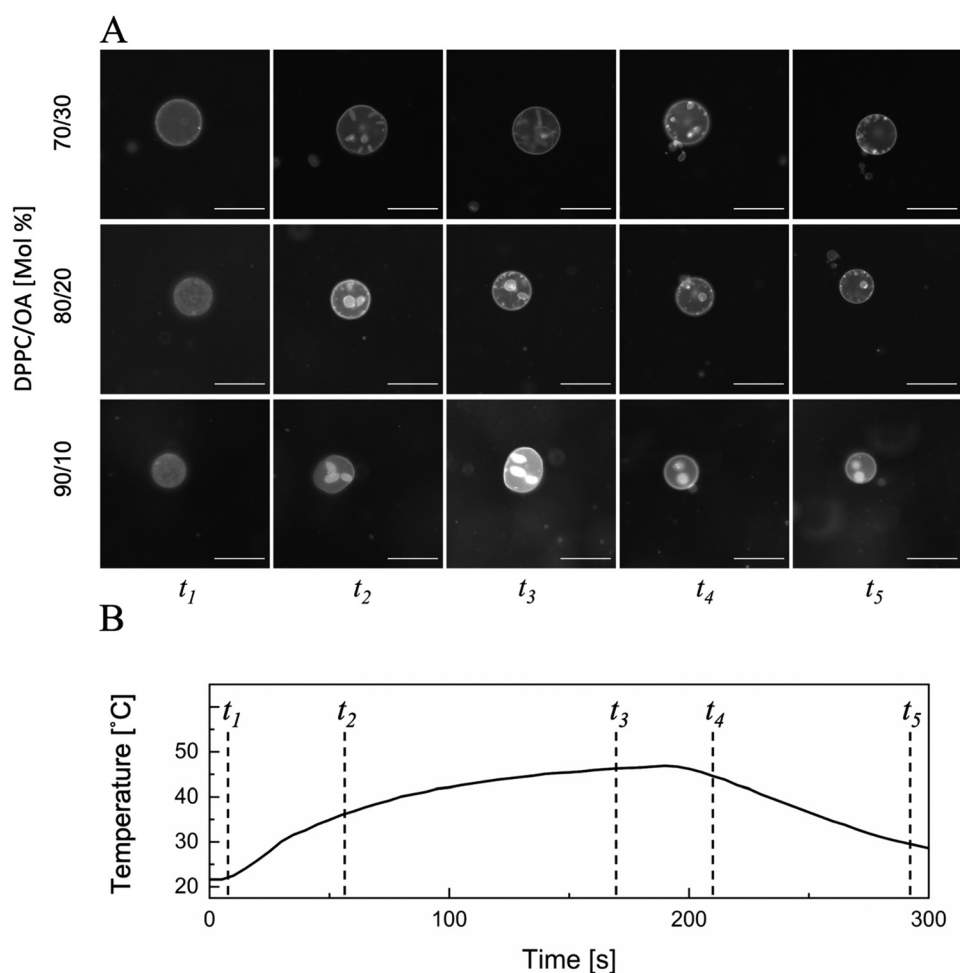 A
DPPC/OA [Mol %]
70/30
80/20
90/10
t1 t2 t3 t4 t5
B
Temperature [˚C]
50
40
30
20
t1 t2 t3 t4 t5
0 100 200 300
Time [s]